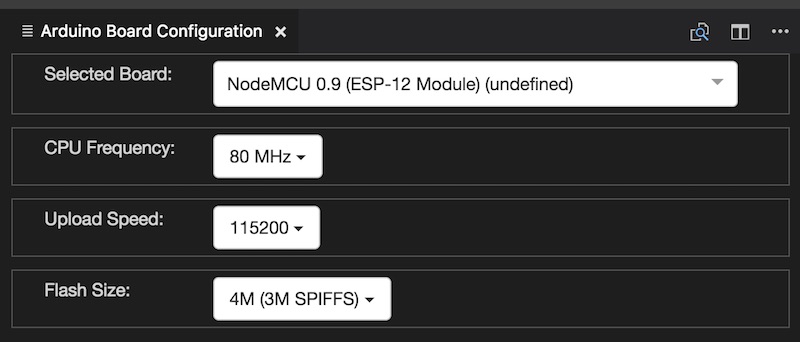 Arduino Board Configuration
Selected Board: NodeMCU 0.9 (ESP-12 Module) (undefined)
CPU Frequency: 80 MHz
Upload Speed: 115200
Flash Size: 4M (3M SPIFFS)